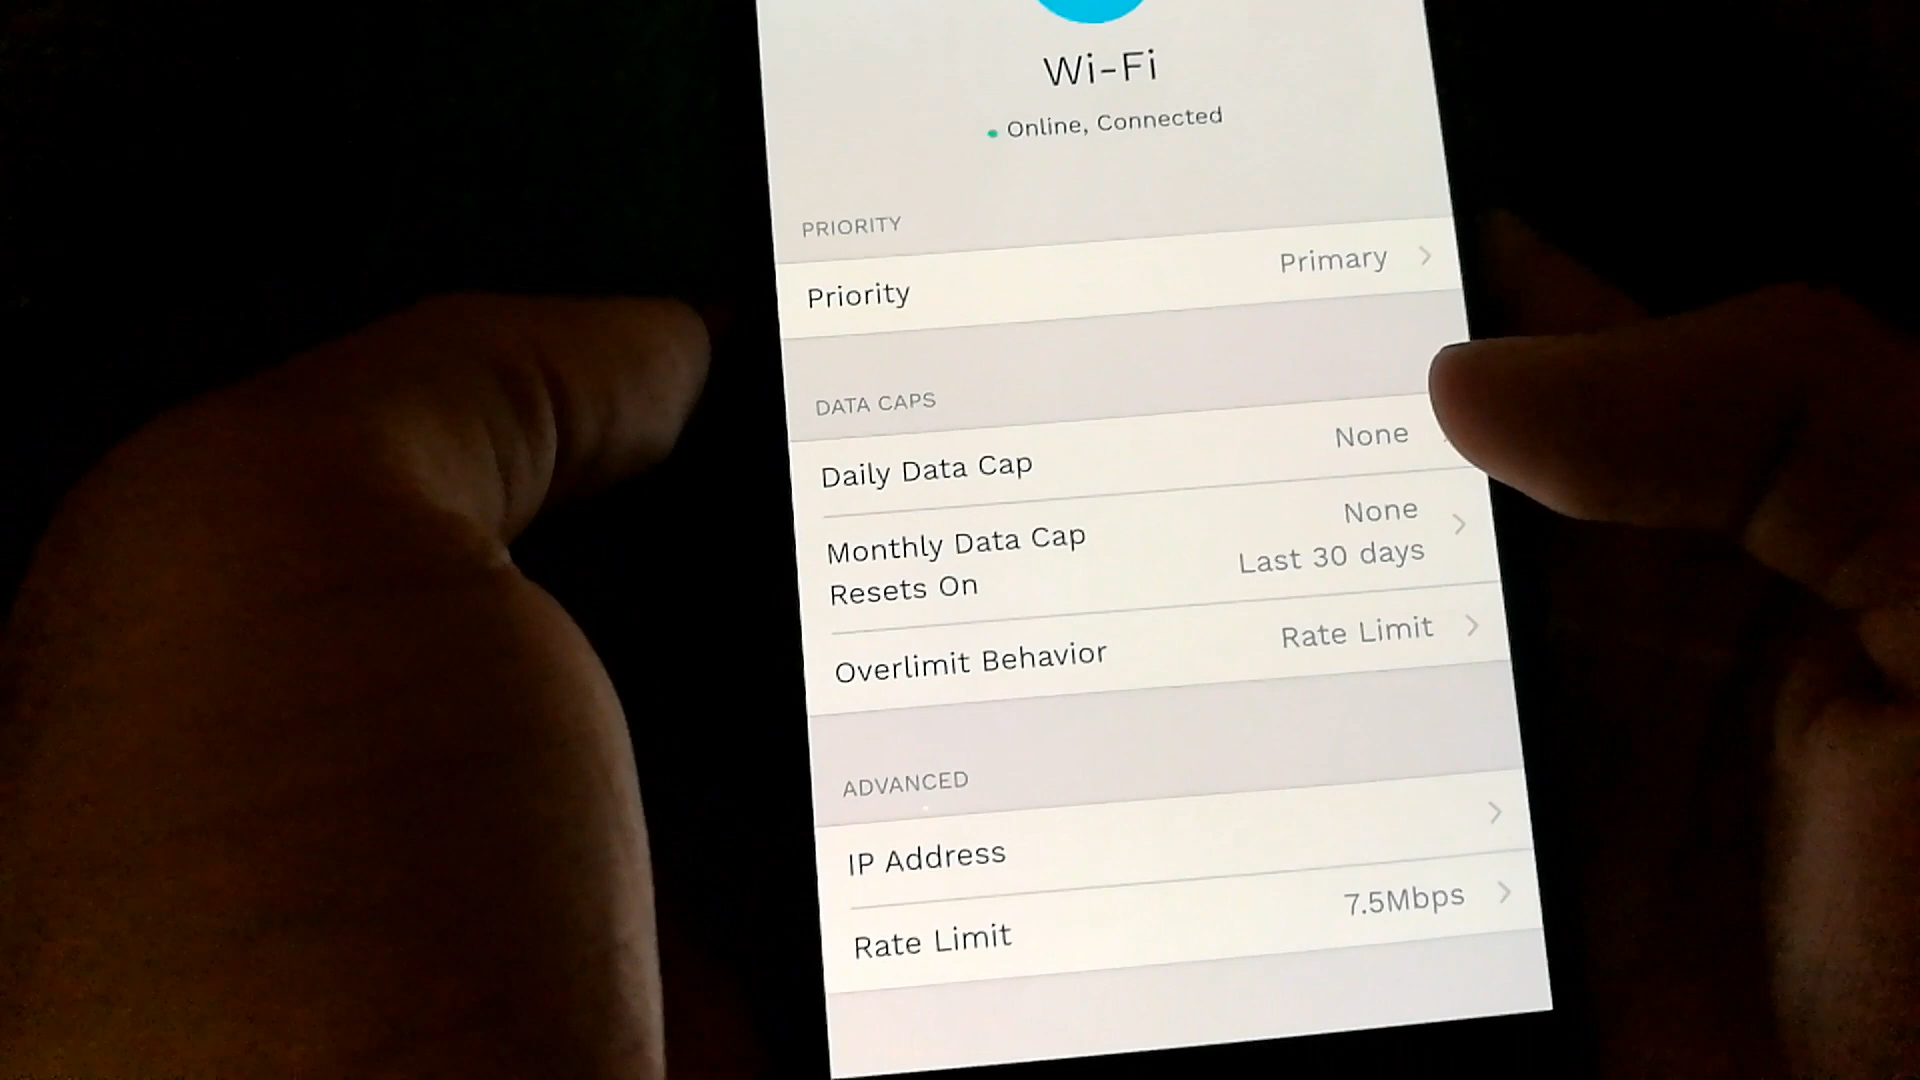 Wi-Fi
Online, Connected
PRIORITY
Priority Primary
DATA CAPS
Daily Data Cap None
Monthly Data Cap None
Resets On Last 30 days
Overlimit Behavior Rate Limit
ADVANCED
IP Address
Rate Limit 7.5Mbps